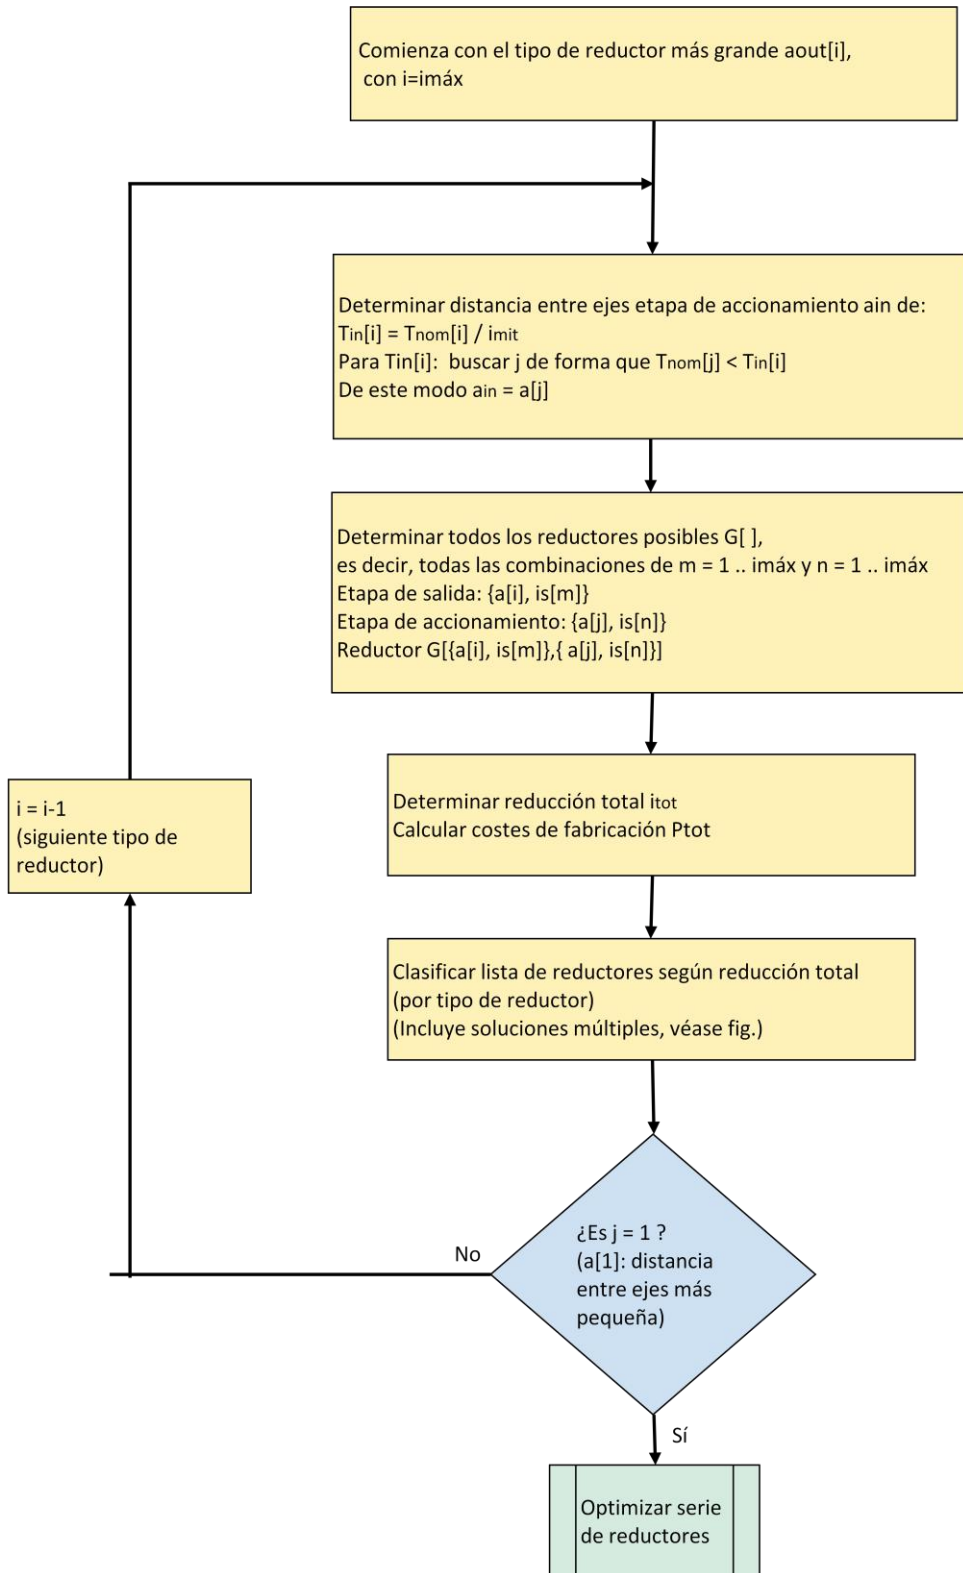 Comienza con el tipo de reductor más grande aout[i],
con i=imáx
Determinar distancia entre ejes etapa de accionamiento ain de:
Tin[i] = Tnom[i] / imit
Para Tin[i]: buscar j de forma que Tnom[j] < Tin[i]
De este modo ain = a[j]
Determinar todos los reductores posibles G[ ],
es decir, todas las combinaciones de m = 1 .. imáx y n = 1 .. imáx
Etapa de salida: {a[i], is[m]}
Etapa de accionamiento: {a[j], is[n]}
Reductor G[{a[i], is[m]},{ a[j], is[n]}]
Determinar reducción total itot
Calcular costes de fabricación Ptot
i = i-1
(siguiente tipo de
reductor)
Clasificar lista de reductores según reducción total
(por tipo de reductor)
(Incluye soluciones múltiples, véase fig.)
¿Es j = 1 ?
(a[1]: distancia
entre ejes más
pequeña)
No
Sí
Optimizar serie
de reductores